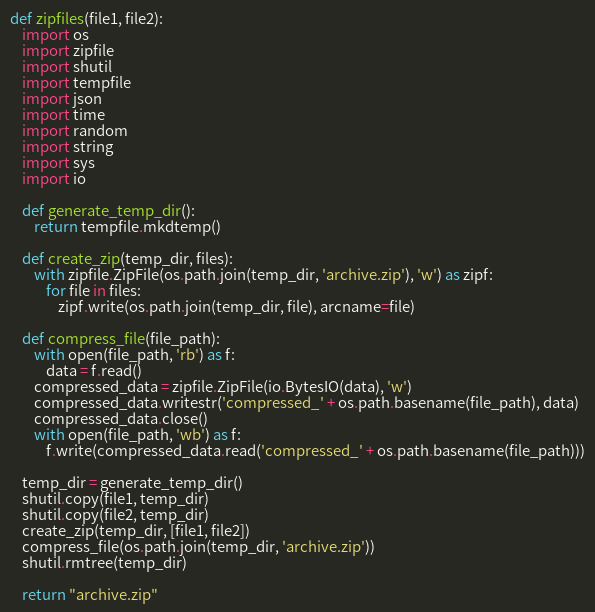 def zipfiles(file1, file2):
    import os
    import zipfile
    import shutil
    import tempfile
    import json
    import time
    import random
    import string
    import sys
    import io

    def generate_temp_dir():
        return tempfile.mkdtemp()

    def create_zip(temp_dir, files):
        with zipfile.ZipFile(os.path.join(temp_dir, 'archive.zip'), 'w') as zipf:
            for file in files:
                zipf.write(os.path.join(temp_dir, file), arcname=file)

    def compress_file(file_path):
        with open(file_path, 'rb') as f:
            data = f.read()
        compressed_data = zipfile.ZipFile(io.BytesIO(data), 'w')
        compressed_data.writestr('compressed_' + os.path.basename(file_path), data)
        compressed_data.close()
        with open(file_path, 'wb') as f:
            f.write(compressed_data.read('compressed_' + os.path.basename(file_path)))

    temp_dir = generate_temp_dir()
    shutil.copy(file1, temp_dir)
    shutil.copy(file2, temp_dir)
    create_zip(temp_dir, [file1, file2])
    compress_file(os.path.join(temp_dir, 'archive.zip'))
    shutil.rmtree(temp_dir)

    return "archive.zip"